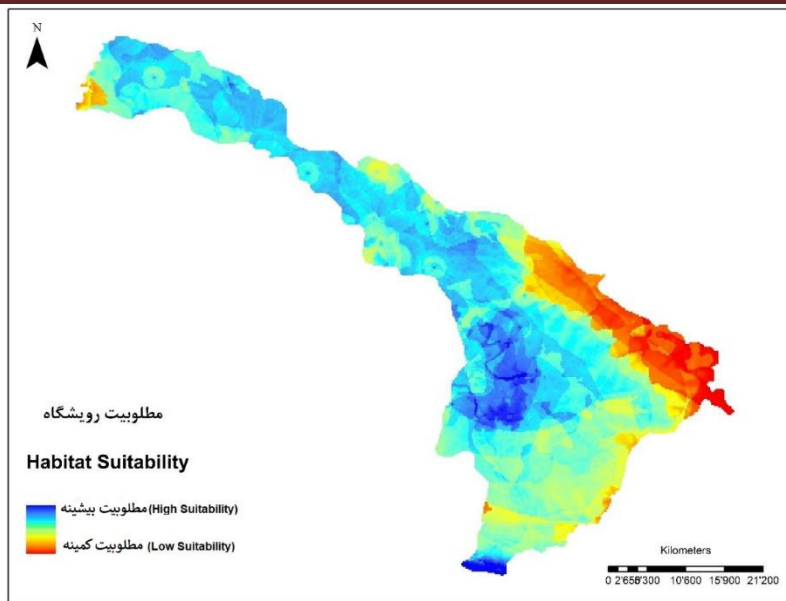 N
مطلوبیت رویشگاه
Habitat Suitability
مطلوبیت بیشینه (High Suitability)
مطلوبیت کمینه (Low Suitability)
Kilometers
0 2'650 5'300 10'600 15'900 21'200